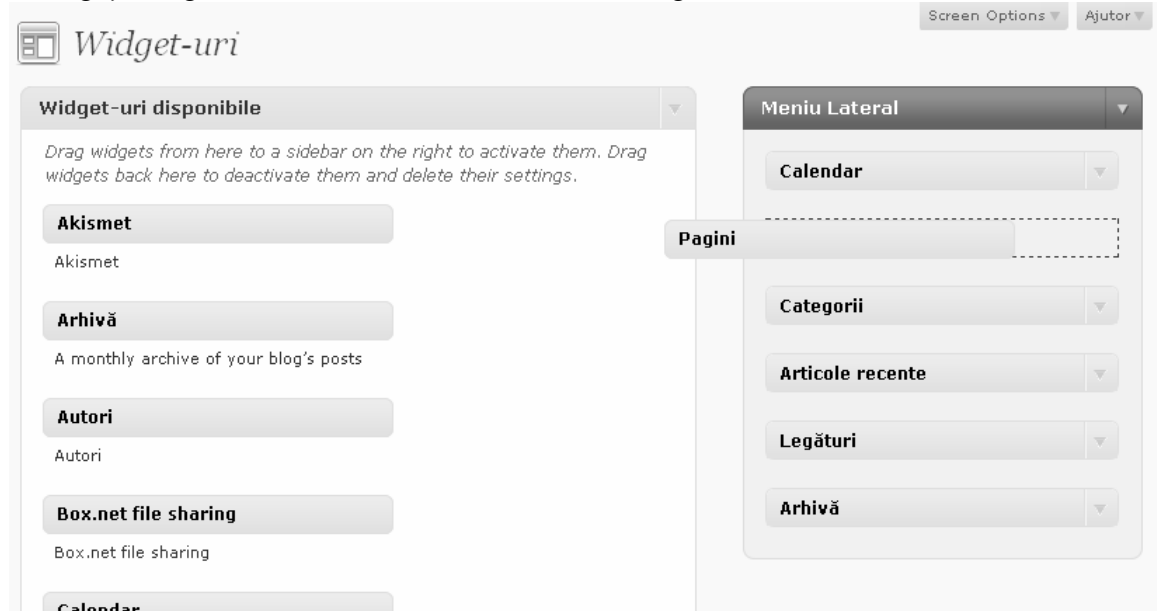 Screen Options
Ajutor
Widget-uri
Widget-uri disponibile
Drag widgets from here to a sidebar on the right to activate them. Drag
widgets back here to deactivate them and delete their settings.
Akismet
Akismet
Arhivă
A monthly archive of your blog's posts
Autori
Autori
Box.net file sharing
Box.net file sharing
Calendar
Meniu Lateral
Calendar
Pagini
Categorii
Articole recente
Legături
Arhivă